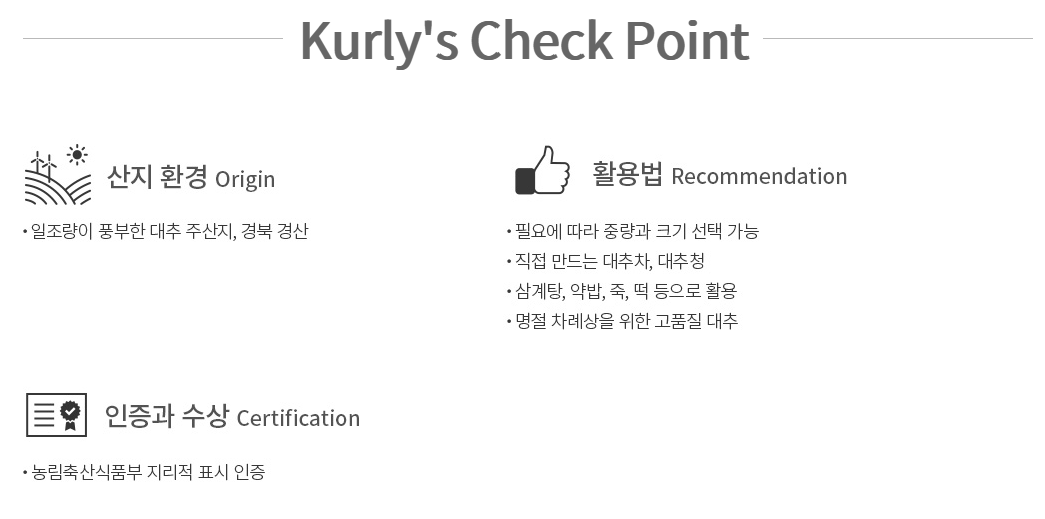 Kurly's Check Point
산지 환경 Origin
• 일조량이 풍부한 대추 주산지, 경북 경산
활용법 Recommendation
• 필요에 따라 중량과 크기 선택 가능
• 직접 만드는 대추차, 대추청
• 삼계탕, 약밥, 죽, 떡 등으로 활용
• 명절 차례상을 위한 고품질 대추
인증과 수상 Certification
• 농림축산식품부 지리적 표시 인증